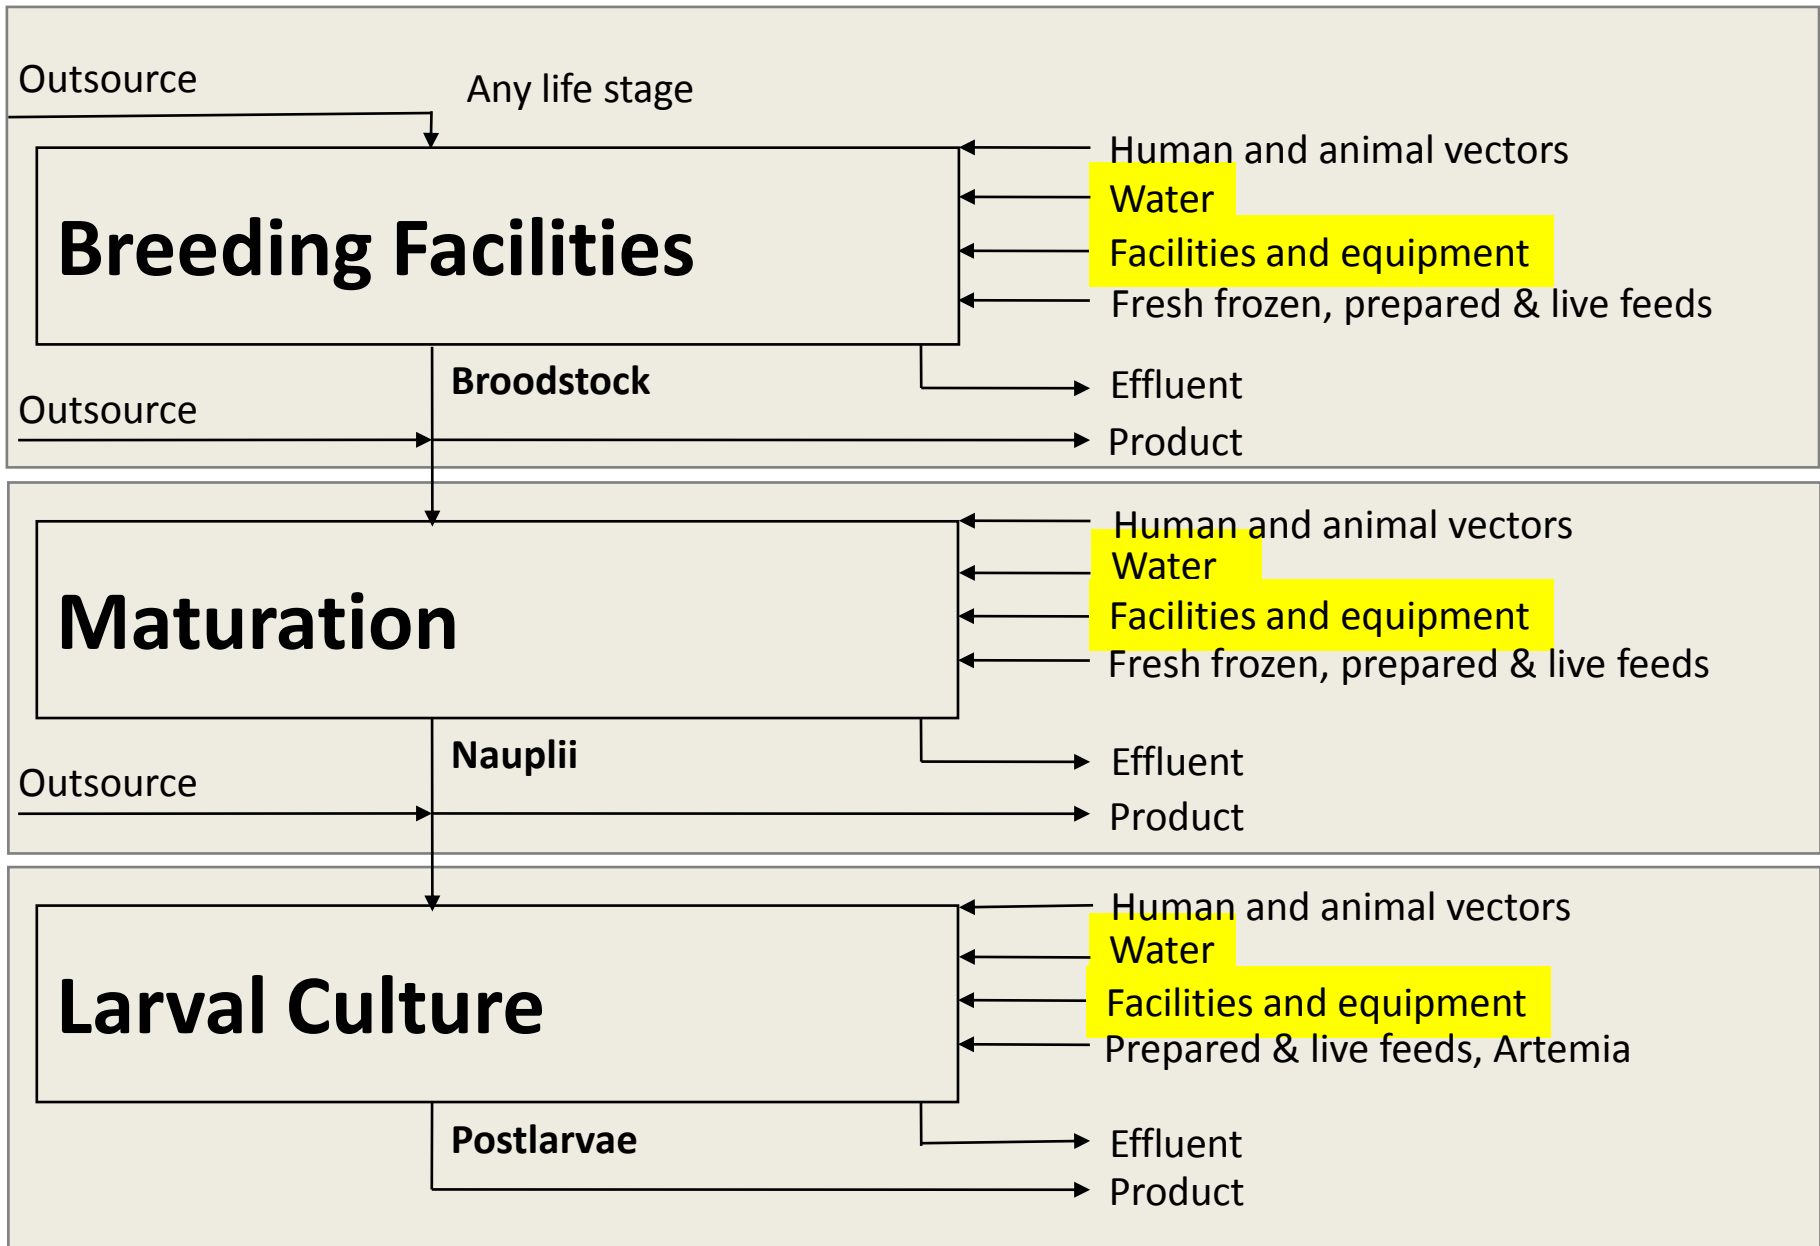 Outsource
Any life stage
Human and animal vectors
Water
Breeding Facilities
Facilities and equipment
Fresh frozen, prepared & live feeds
Broodstock
Effluent
Outsource
Product
Human and animal vectors
Water
Maturation
Facilities and equipment
Fresh frozen, prepared & live feeds
Nauplii
Effluent
Outsource
Product
Human and animal vectors
Water
Larval Culture
Facilities and equipment
Prepared & live feeds, Artemia
Postlarvae
Effluent
Product